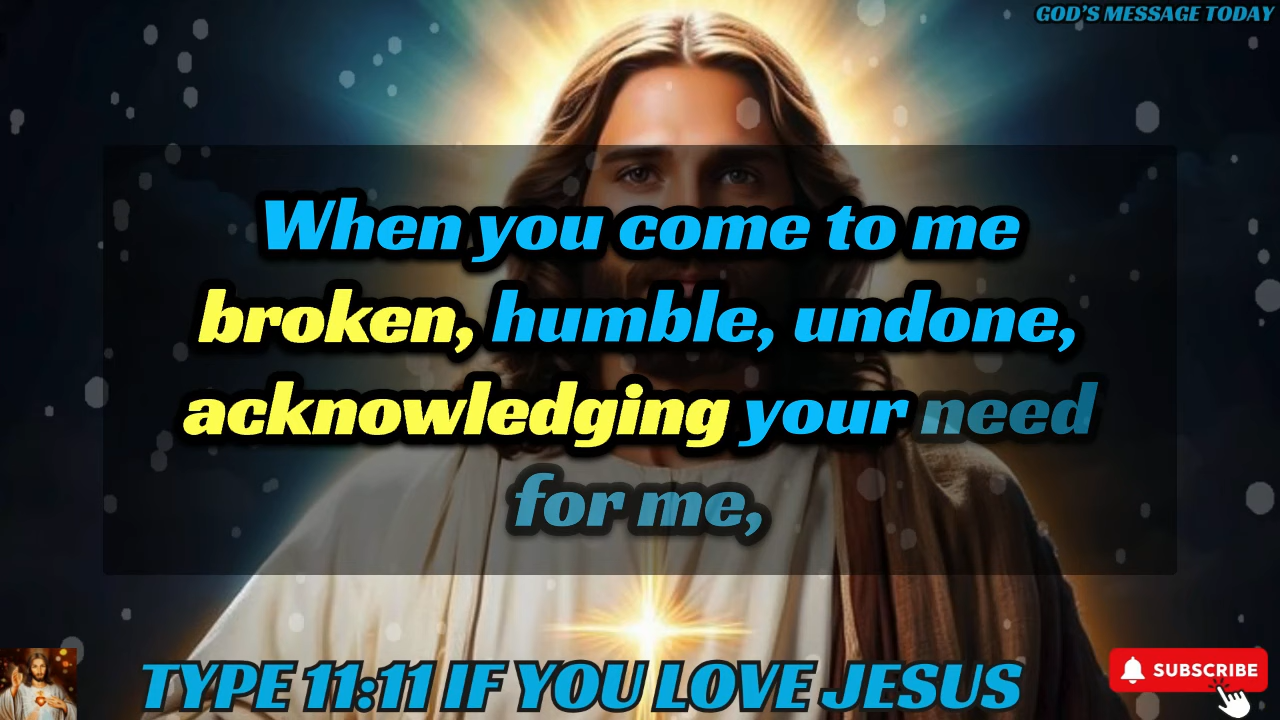 GOD'S MESSAGE TODAY
When you come to me
broken, humble, undone,
acknowledging your need
for me,
TYPE 11:11 IF YOU LOVE JESUS
SUBSCRIBE